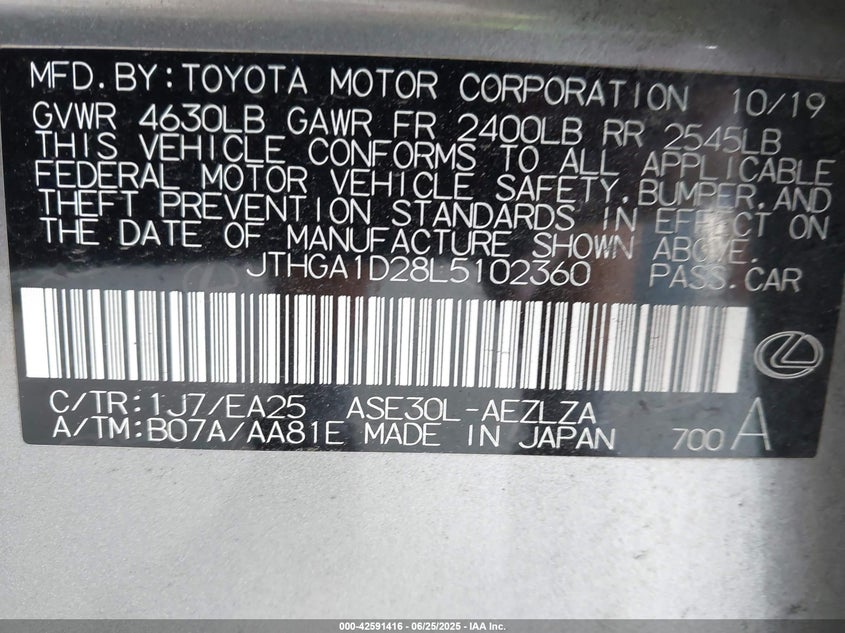 MFD.BY:TOYOTA MOTOR CORPORATION 10/19
GVWR 4630LB GAWR FR 2400LB RR 2545LB
THIS VEHICLE CONFORMS TO ALL APPLICABLE
FEDERAL MOTOR VEHICLE SAFETY,BUMPER,AND
THEFT PREVENTION STANDARDS IN EFFECT ON
THE DATE OF MANUFACTURE SHOWN ABOVE.
JTHGA1D28L5102360 PASS.CAR
C/TR:1J7/EA25 ASE30L-AEZLZA
A/TM:B07A/AA81E MADE IN JAPAN 700A
000-42591416 - 06/25/2025 - IAA Inc.